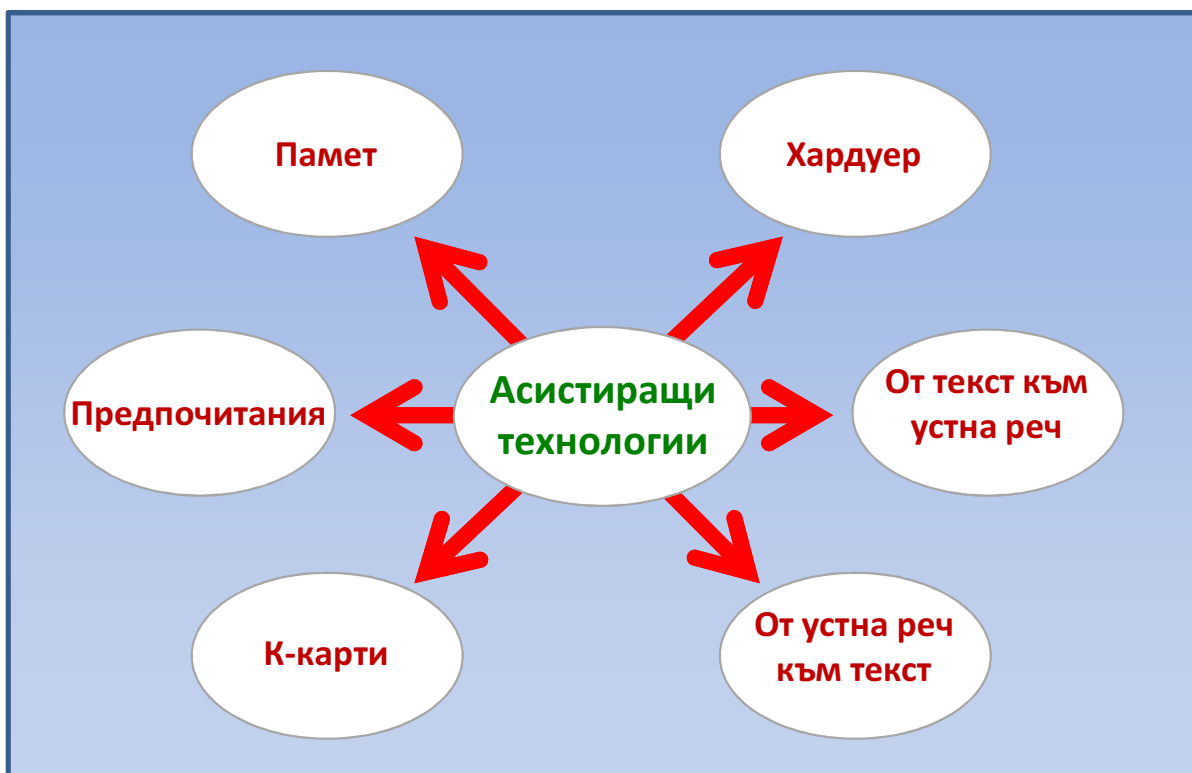 Памет
Хардуер
Предпочитания
Асистиращи
технологии
От текст към
устна реч
К-карти
От устна реч
към текст